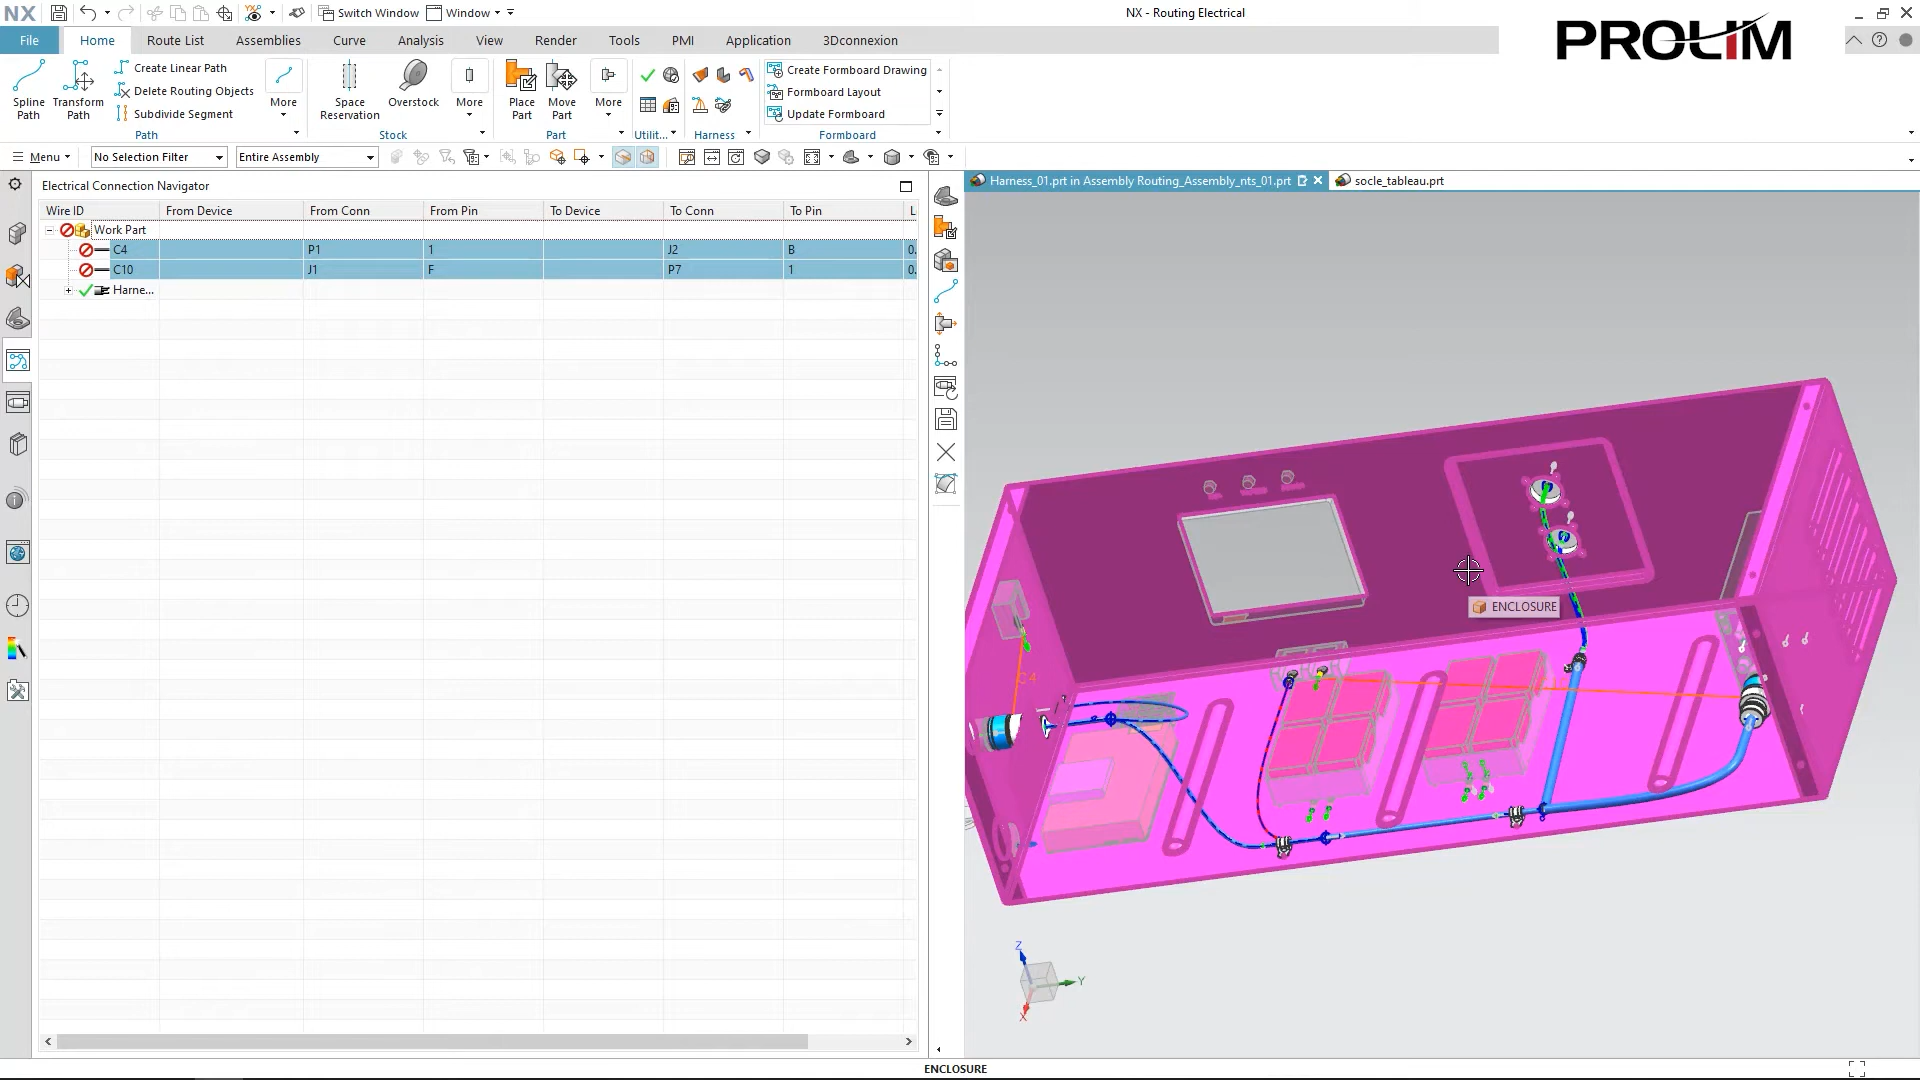 NX
Switch Window
Window
NX - Routing Electrical
PROLIM
File
Home
Route List
Assemblies
Curve
Analysis
View
Render
Tools
PMI
Application
3Dconnexion
Spline Path
Transform Path
Create Linear Path
Delete Routing Objects
Subdivide Segment
More
Space Reservation
Overstock
More
Place Part
Move Part
More
Create Formboard Drawing
Formboard Layout
Update Formboard
Path
Stock
Part
Utilit...
Harness
Formboard
Menu
No Selection Filter
Entire Assembly
Electrical Connection Navigator
Harness_01.prt in Assembly Routing_Assembly_nts_01.prt
socle_tableau.prt
Wire ID
From Device
From Conn
From Pin
To Device
To Conn
To Pin
L
Work Part
C4
P1
1
J2
B
0.
C10
J1
F
P7
1
0.
Harne...
ENCLOSURE
C4
Z
Y
X
ENCLOSURE